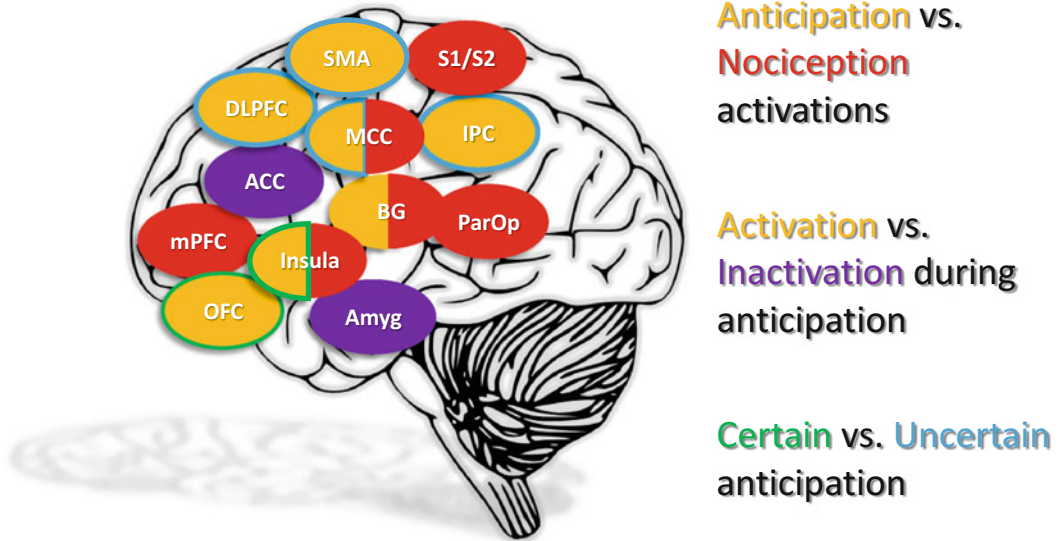 SMA
S1/S2
DLPFC
MCC
IPC
ACC
BG
ParOp
mPFC
Insula
OFC
Amyg
Anticipation vs.
Nociception
activations
Activation vs.
Inactivation during
anticipation
Certain vs. Uncertain
anticipation